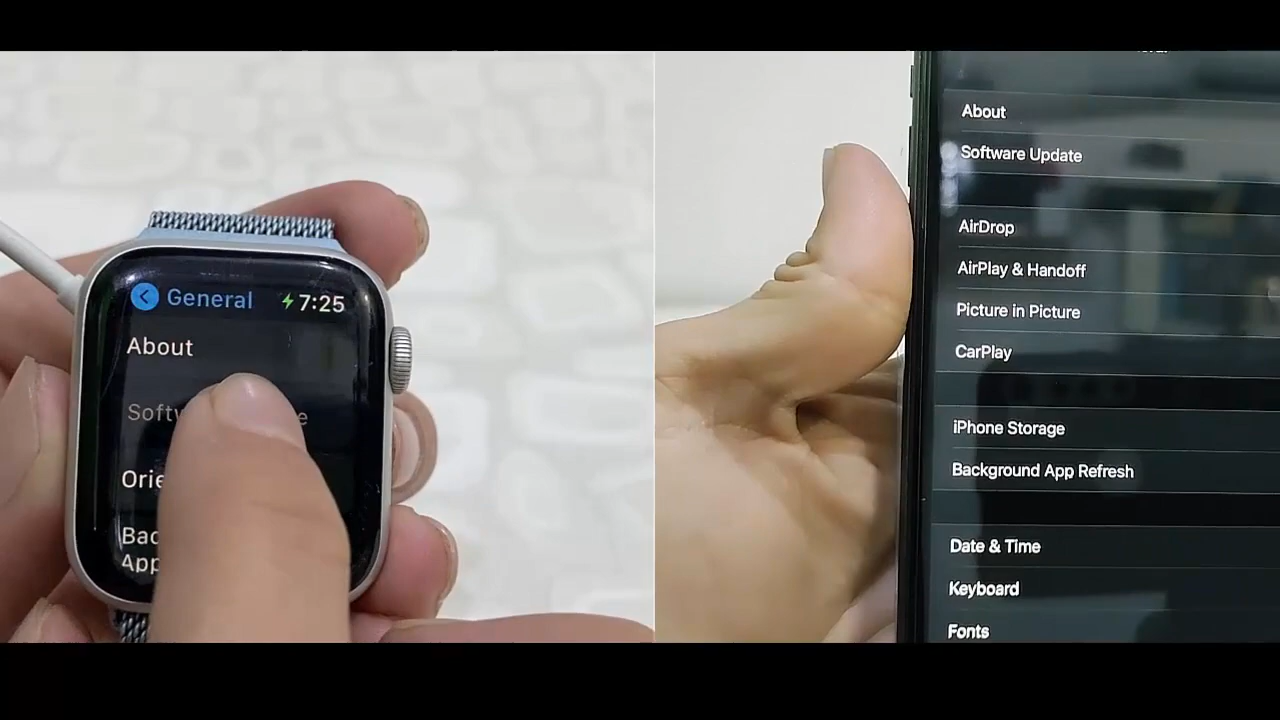 General
7:25
About
About
Software Update
AirDrop
AirPlay & Handoff
Picture in Picture
CarPlay
iPhone Storage
Background App Refresh
Date & Time
Keyboard
Fonts